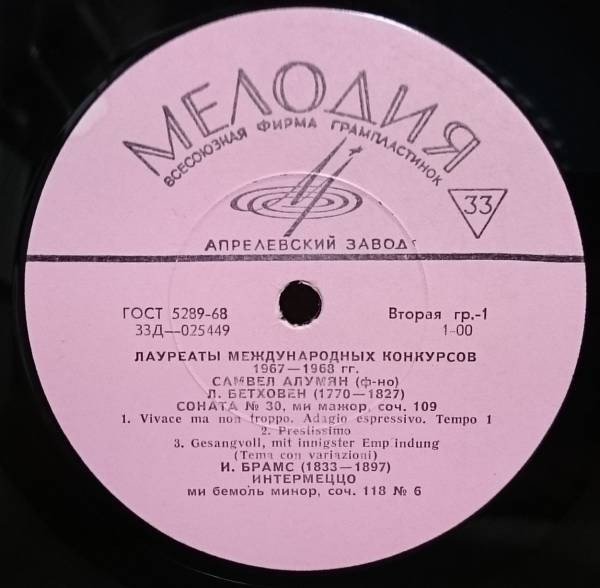 МЕЛОДИЯ
ВСЕСОЮЗНАЯ ФИРМА ГРАМПЛАСТИНОК
33
АПРЕЛЕВСКИЙ ЗАВОД
ГОСТ 5289-68 Вторая гр.-1
33Д—025449 1-00
ЛАУРЕАТЫ МЕЖДУНАРОДНЫХ КОНКУРСОВ
1967—1968 гг.
САМВЕЛ АЛУМЯН (ф-но)
Л. БЕТХОВЕН (1770—1827)
СОНАТА № 30, ми мажор, соч. 109
1. Vivace ma non troppo. Adagio espressivo. Tempo 1
2. Prestissimo
3. Gesangvoll, mit innigster Emp indung
(Tema con variazioni)
И. БРАМС (1833—1897)
ИНТЕРМЕЦЦО
ми бемоль минор, соч. 118 № 6